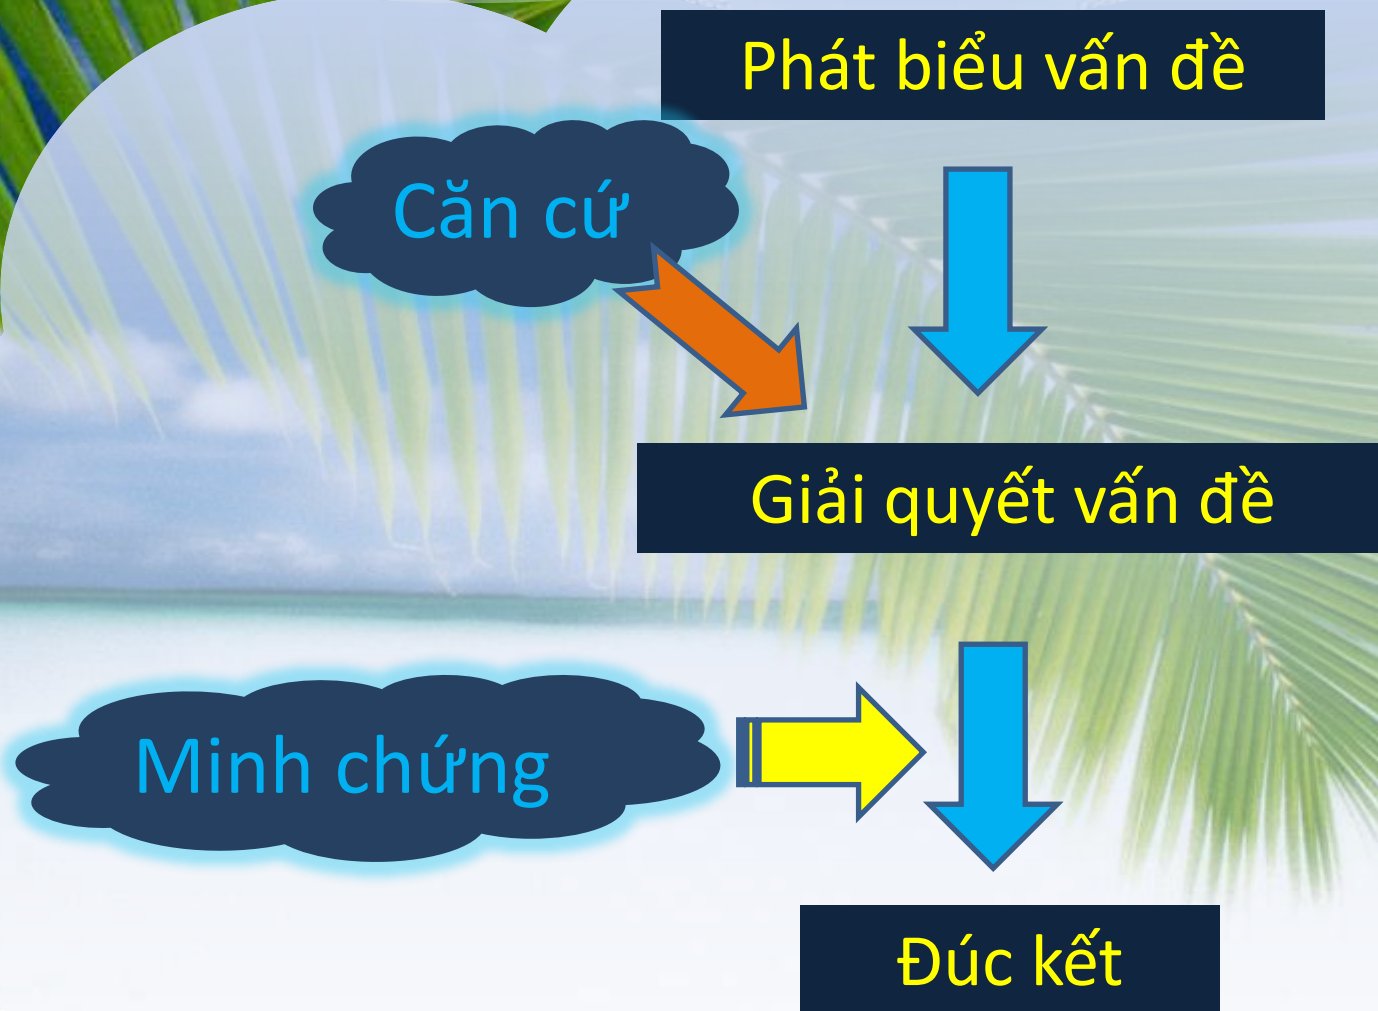 Phát biểu vấn đề
Căn cứ
Giải quyết vấn đề
Minh chứng
Đúc kết